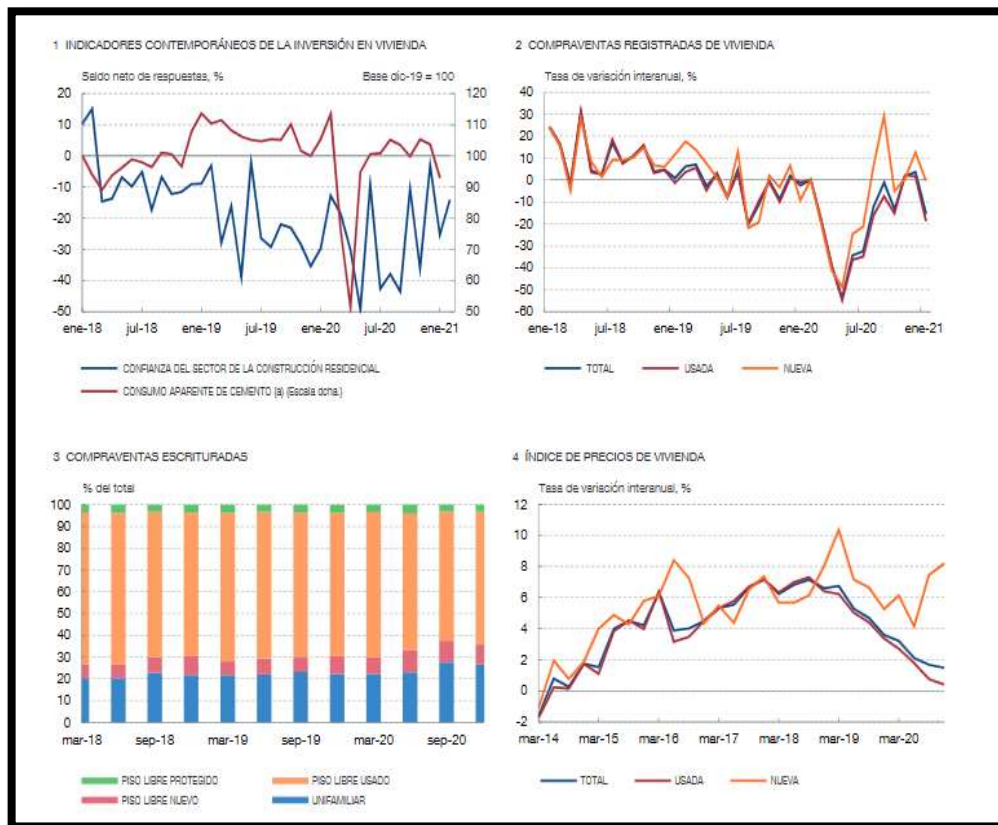 1 INDICADORES CONTEMPORÁNEOS DE LA INVERSIÓN EN VIVIENDA
Saldo neto de respuestas, %
Base dic-19 = 100
20
10
0
-10
-20
-30
-40
-50
120
110
100
90
80
70
60
50
ene-18
jul-18
ene-19
jul-19
ene-20
jul-20
ene-21
CONFIANZA DEL SECTOR DE LA CONSTRUCCIÓN RESIDENCIAL
CONSUMO APARENTE DE CEMENTO (a) (Escala dcha.)
2 COMPRAVENTAS REGISTRADAS DE VIVIENDA
Tasa de variación interanual, %
40
30
20
10
0
-10
-20
-30
-40
-50
-60
ene-18
jul-18
ene-19
jul-19
ene-20
jul-20
ene-21
TOTAL
USADA
NUEVA
3 COMPRAVENTAS ESCRITURADAS
% del total
100
90
80
70
60
50
40
30
20
10
0
mar-18
sep-18
mar-19
sep-19
mar-20
sep-20
PISO LIBRE PROTEGIDO
PISO LIBRE USADO
PISO LIBRE NUEVO
UNIFAMILIAR
4 ÍNDICE DE PRECIOS DE VIVIENDA
Tasa de variación interanual, %
12
10
8
6
4
2
0
-2
mar-14
mar-15
mar-16
mar-17
mar-18
mar-19
mar-20
TOTAL
USADA
NUEVA